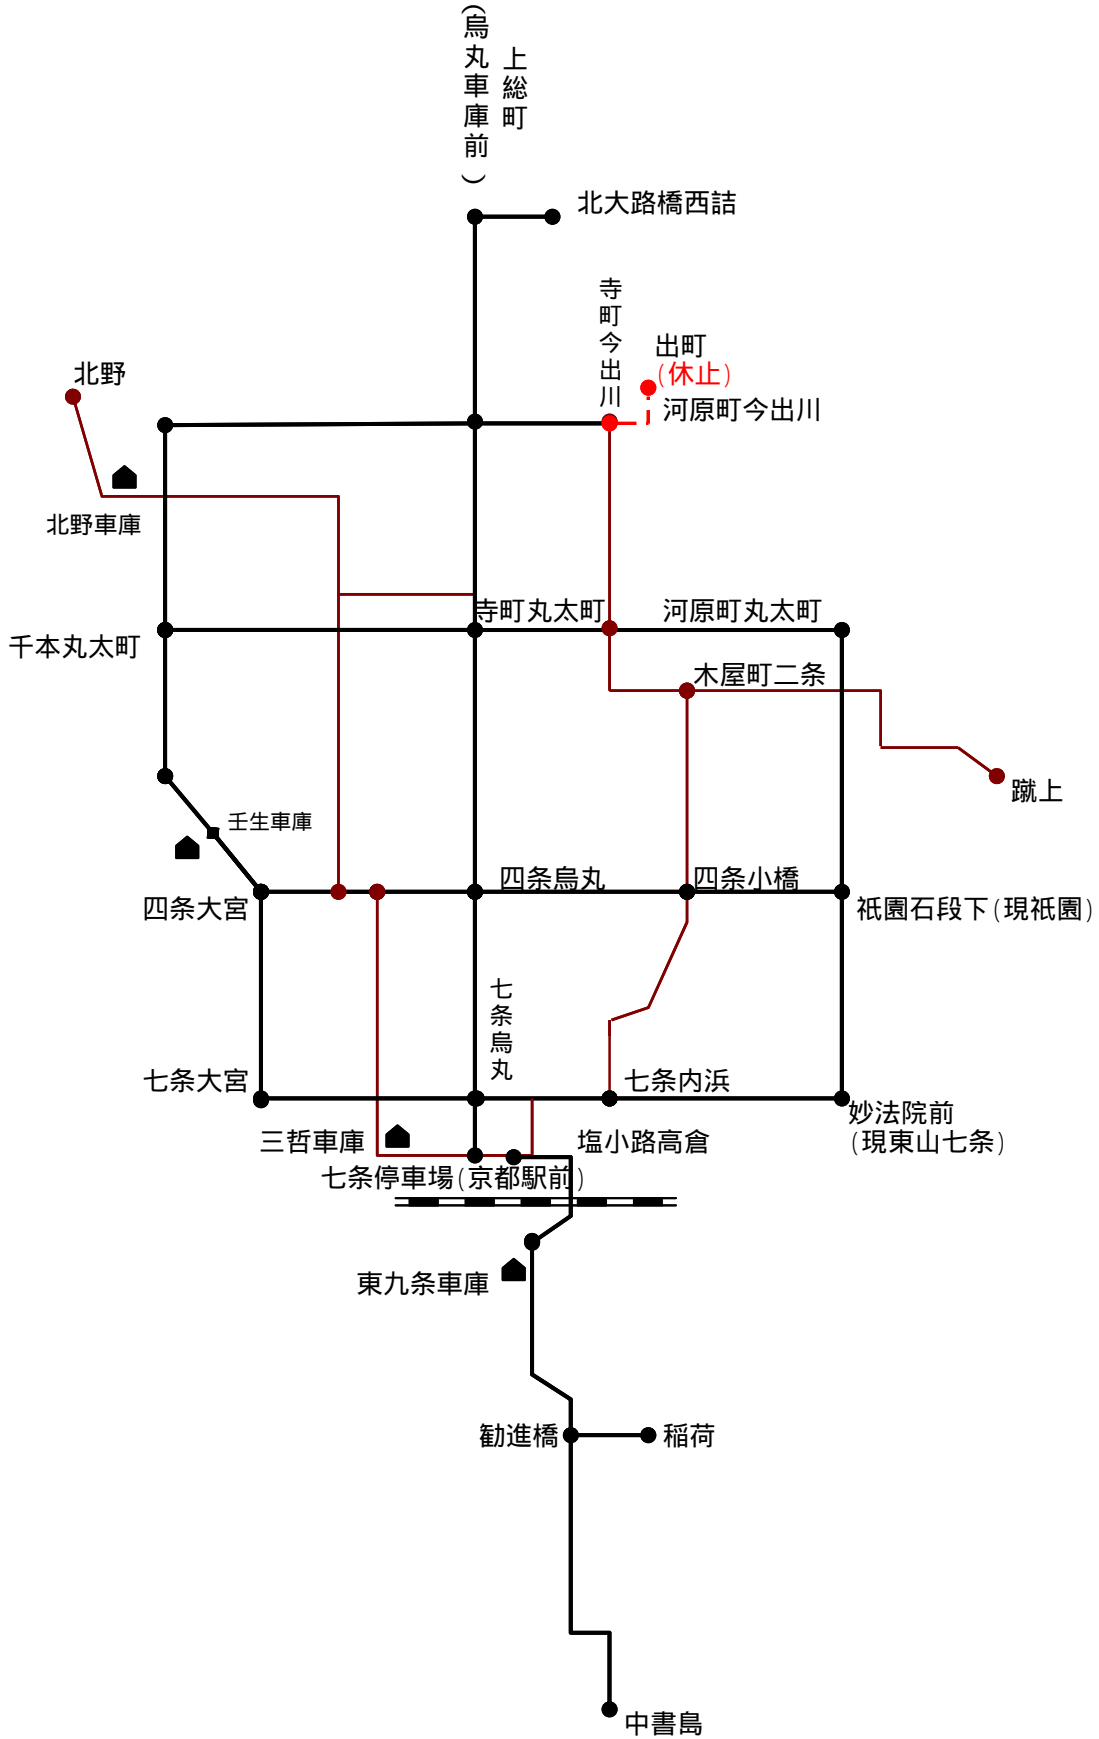 上総町
(烏丸車庫前)
北大路橋西詰
寺町今出川
出町
(休止)
河原町今出川
北野
北野車庫
寺町丸太町
河原町丸太町
千本丸太町
木屋町二条
蹴上
壬生車庫
四条烏丸
四条小橋
四条大宮
祇園石段下(現祇園)
七条烏丸
七条大宮
七条内浜
妙法院前
(現東山七条)
三哲車庫
塩小路高倉
七条停車場(京都駅前)
東九条車庫
勧進橋
稲荷
中書島